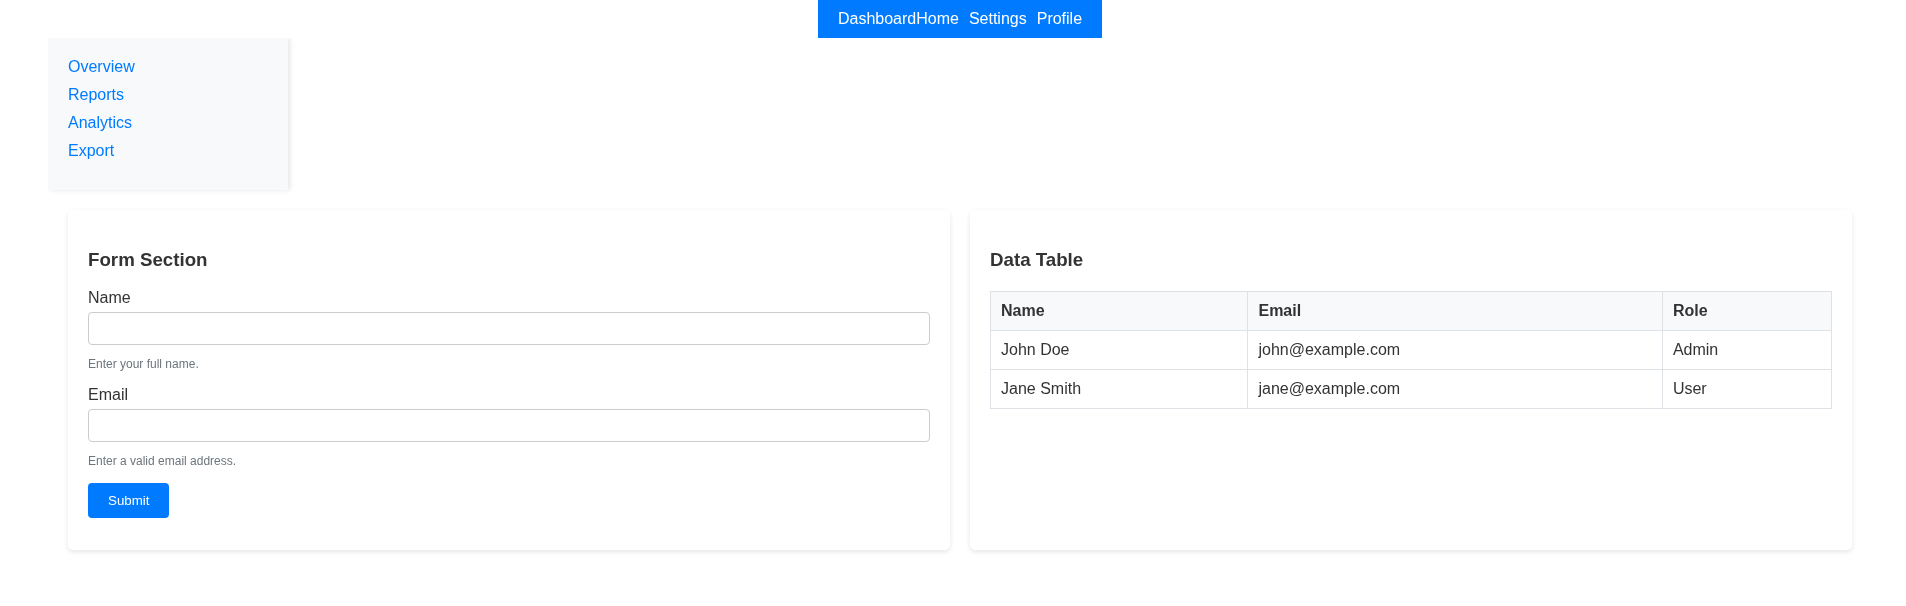 DashboardHome Settings Profile
Overview
Reports
Analytics
Export
Form Section
Name
Enter your full name.
Email
Enter a valid email address.
Submit
Data Table
Name Email Role
John Doe john@example.com Admin
Jane Smith jane@example.com User